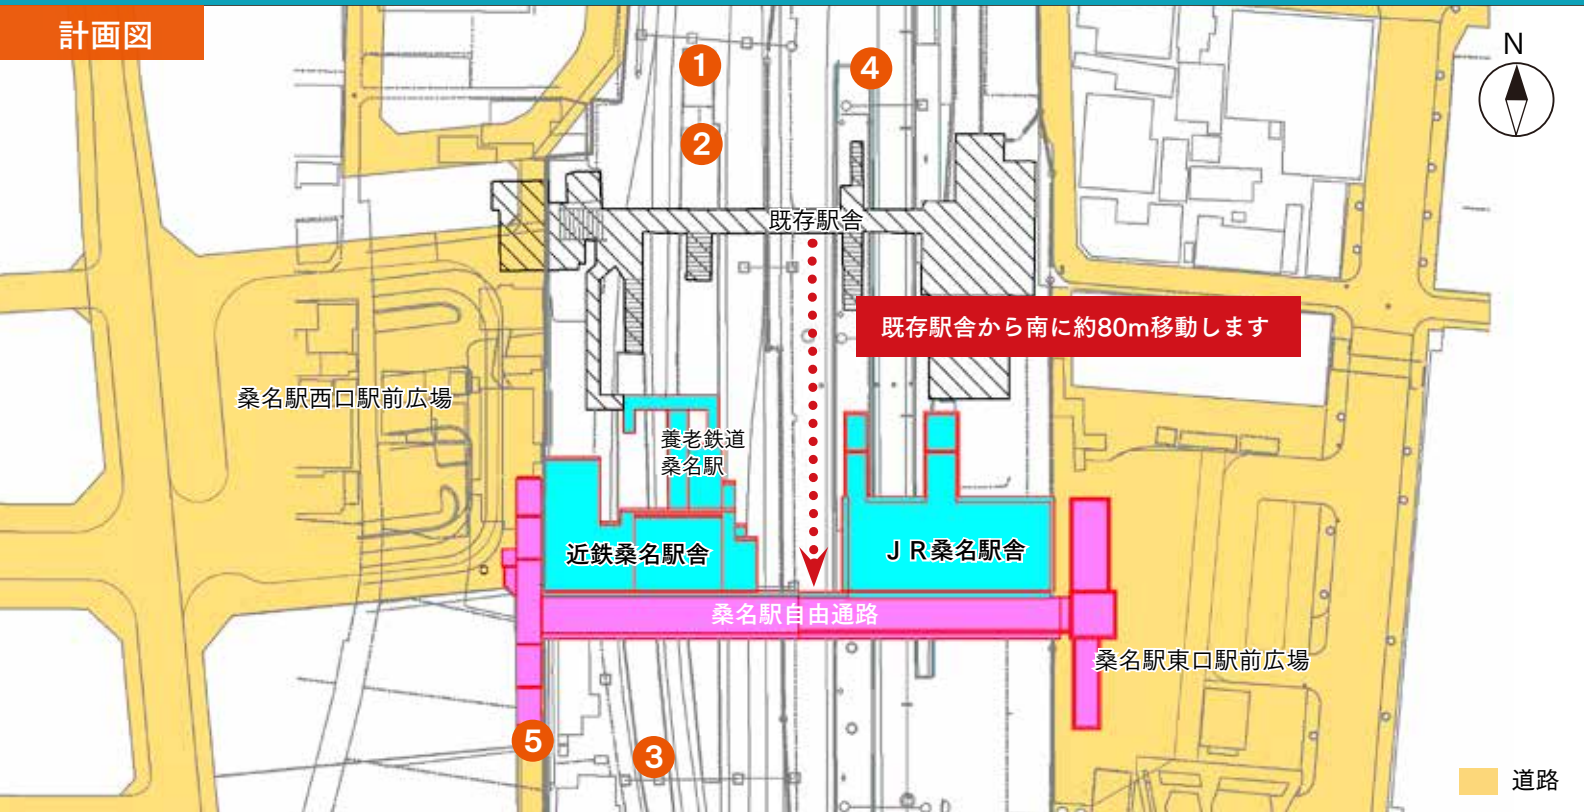 計画図
N
1
4
2
既存駅舎
既存駅舎から南に約80m移動します
桑名駅西口駅前広場
養老鉄道
桑名駅
近鉄桑名駅舎
ＪＲ桑名駅舎
桑名駅自由通路
桑名駅東口駅前広場
5
3
道路